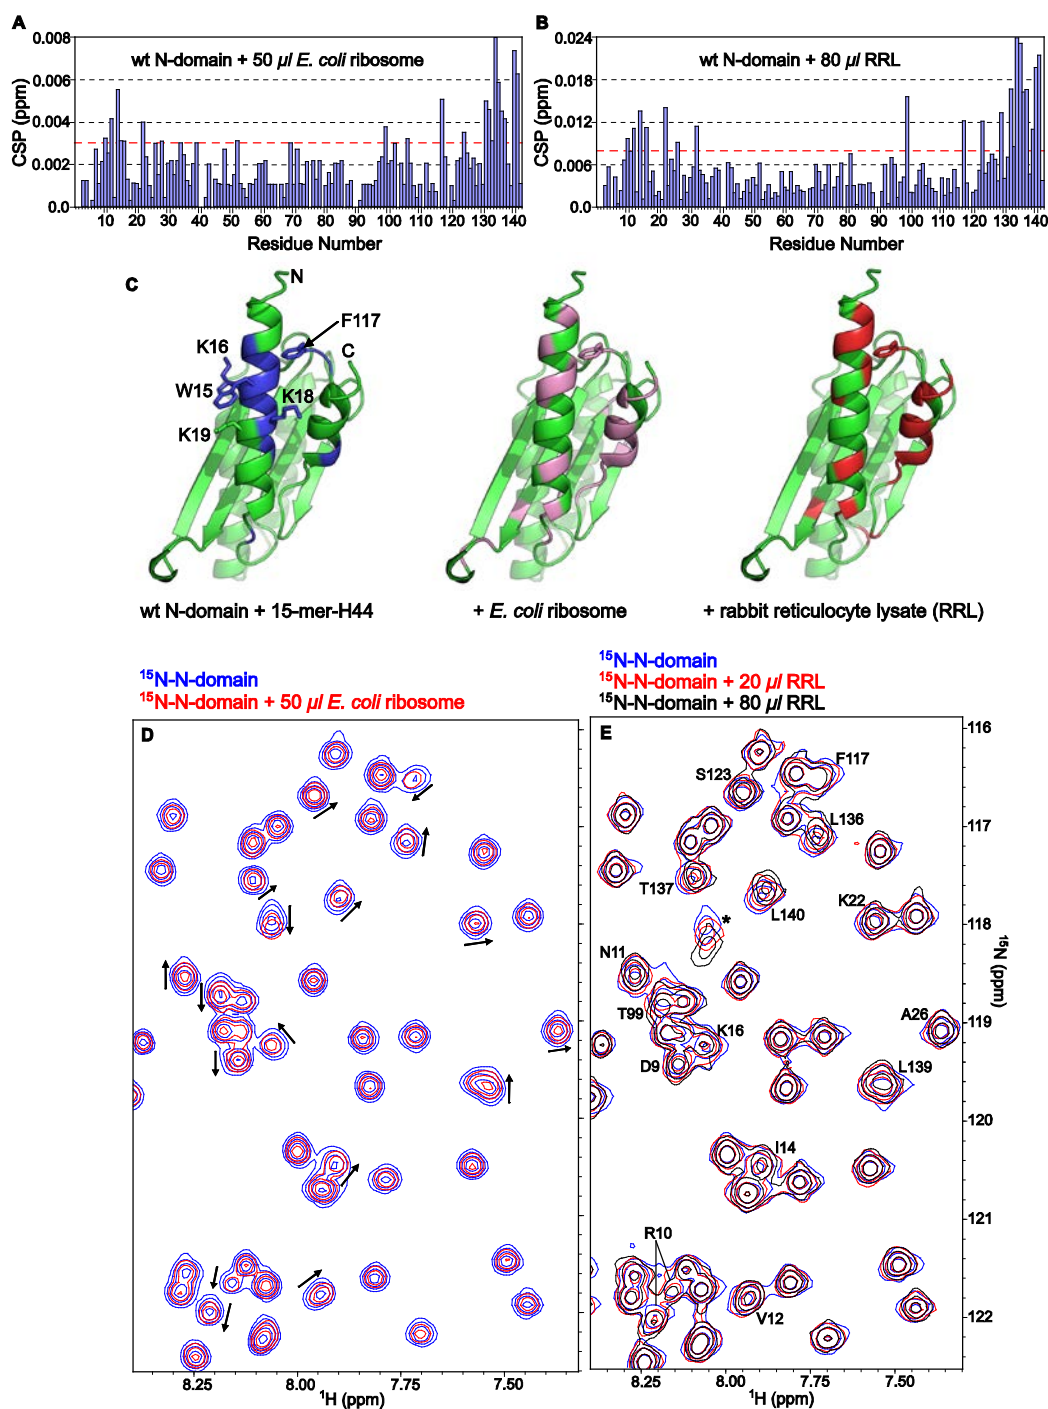 A
B
wt N-domain + 50 µl E. coli ribosome
wt N-domain + 80 µl RRL
CSP (ppm)
0.008
0.006
0.004
0.002
0.0
10 20 30 40 50 60 70 80 90 100 110 120 130 140
Residue Number
CSP (ppm)
0.024
0.018
0.012
0.006
0.00
10 20 30 40 50 60 70 80 90 100 110 120 130 140
Residue Number
C
N
F117
C
K16
W15
K18
K19
wt N-domain + 15-mer-H44
+ E. coli ribosome
+ rabbit reticulocyte lysate (RRL)
15N-N-domain
15N-N-domain + 50 µl E. coli ribosome
15N-N-domain
15N-N-domain + 20 µl RRL
15N-N-domain + 80 µl RRL
D
8.25 8.00 7.75 7.50
1H (ppm)
E
S123
F117
L136
T137
L140
K22
*
N11
T99
K16
A26
D9
L139
I14
R10
V12
116
117
118
119
120
121
122
15N (ppm)
8.25 8.00 7.75 7.50
1H (ppm)